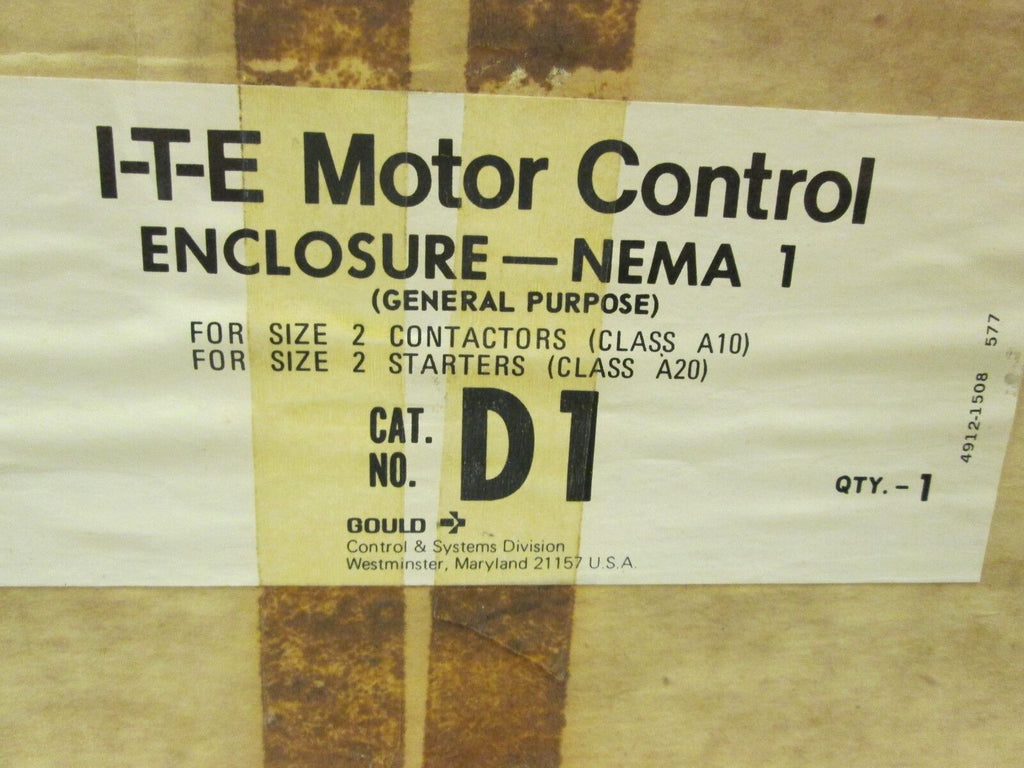 I-T-E Motor Control
ENCLOSURE — NEMA 1
(GENERAL PURPOSE)
FOR SIZE 2 CONTACTORS (CLASS A10)
FOR SIZE 2 STARTERS (CLASS A20)
CAT. NO. D1
QTY. - 1
GOULD
Control & Systems Division
Westminster, Maryland 21157 U.S.A.
4912-1508 577